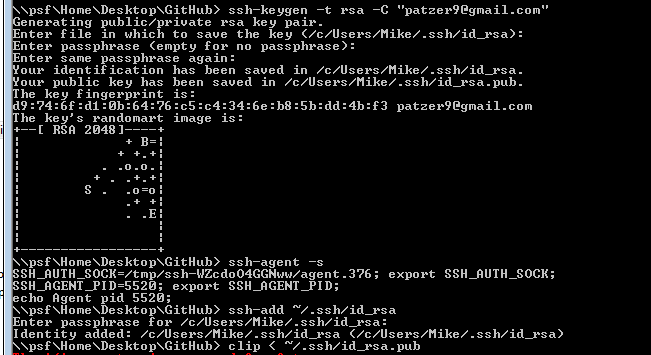 \\psf\Home\Desktop\GitHub> ssh-keygen -t rsa -C "patzer9@gmail.com"
Generating public/private rsa key pair.
Enter file in which to save the key (/c/Users/Mike/.ssh/id_rsa):
Enter passphrase (empty for no passphrase):
Enter same passphrase again:
Your identification has been saved in /c/Users/Mike/.ssh/id_rsa.
Your public key has been saved in /c/Users/Mike/.ssh/id_rsa.pub.
The key fingerprint is:
d9:74:6f:d1:0b:64:76:c5:c4:34:6e:b8:5b:dd:4b:f3 patzer9@gmail.com
The key's randomart image is:
+--[ RSA 2048]----+
¦             + B=¦
¦            + +.+¦
¦          . .o.o.¦
¦         + . .+.+¦
¦        S .  .o=o¦
¦             .+ +¦
¦             . .E¦
¦                 ¦
¦                 ¦
+-----------------+
\\psf\Home\Desktop\GitHub> ssh-agent -s
SSH_AUTH_SOCK=/tmp/ssh-WZcdoO4GGNww/agent.376; export SSH_AUTH_SOCK;
SSH_AGENT_PID=5520; export SSH_AGENT_PID;
echo Agent pid 5520;
\\psf\Home\Desktop\GitHub> ssh-add ~/.ssh/id_rsa
Enter passphrase for /c/Users/Mike/.ssh/id_rsa:
Identity added: /c/Users/Mike/.ssh/id_rsa (/c/Users/Mike/.ssh/id_rsa)
\\psf\Home\Desktop\GitHub> clip < ~/.ssh/id_rsa.pub